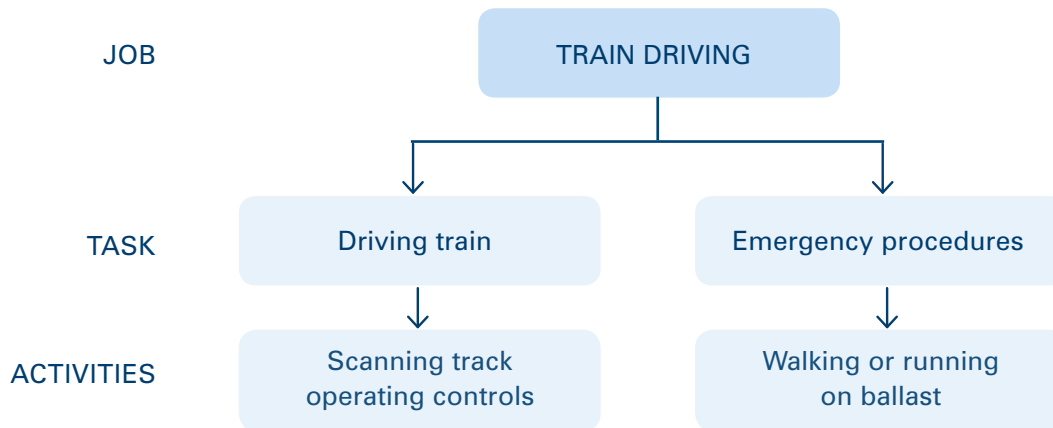 JOB
TRAIN DRIVING
TASK
Driving train
Emergency procedures
ACTIVITIES
Scanning track
operating controls
Walking or running
on ballast